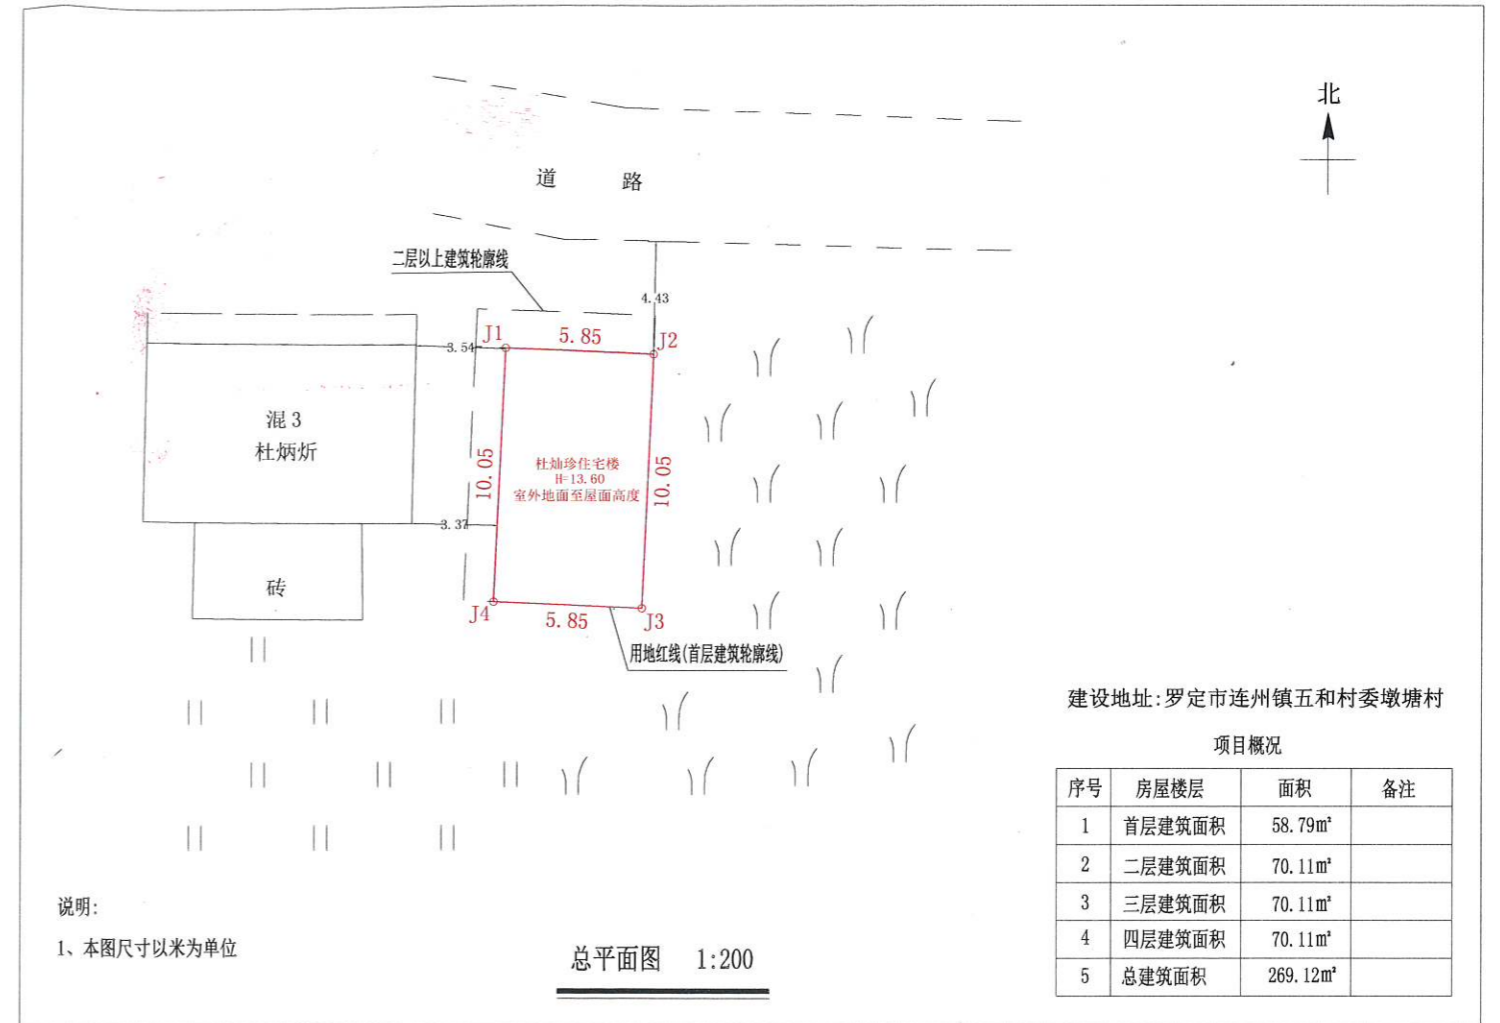 北
道 路
二层以上建筑轮廓线
4.43
J1 5.85 J2
3.54
混3
杜炳炘
10.05
杜灿珍住宅楼
H=13.60
室外地面至屋面高度
10.05
3.37
砖
J4 5.85 J3
用地红线(首层建筑轮廓线)
建设地址:罗定市连州镇五和村委墩塘村
项目概况
序号 房屋楼层 面积 备注
1 首层建筑面积 58.79m²
2 二层建筑面积 70.11m²
3 三层建筑面积 70.11m²
4 四层建筑面积 70.11m²
5 总建筑面积 269.12m²
说明:
1、本图尺寸以米为单位
总平面图 1:200